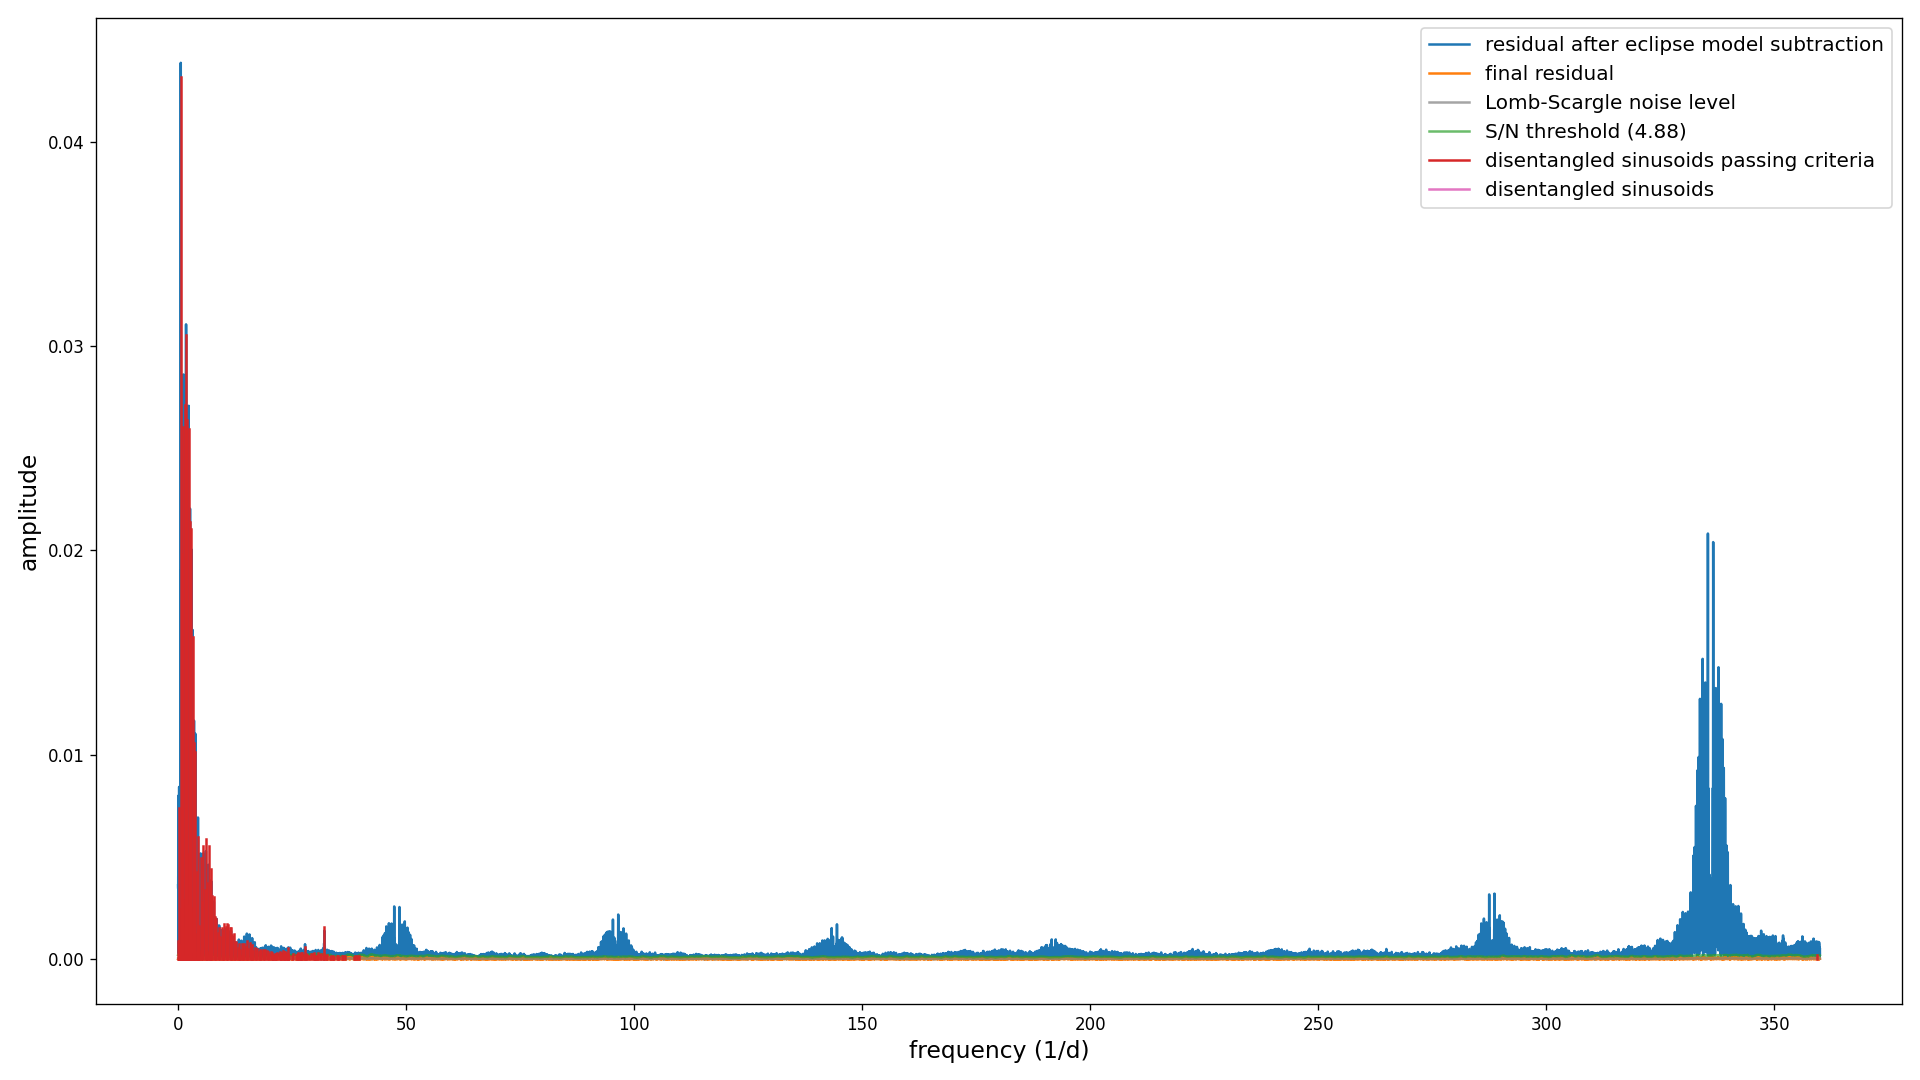 residual after eclipse model subtraction
final residual
Lomb-Scargle noise level
S/N threshold (4.88)
disentangled sinusoids passing criteria
disentangled sinusoids
amplitude
0.04
0.03
0.02
0.01
0.00
0 50 100 150 200 250 300 350
frequency (1/d)